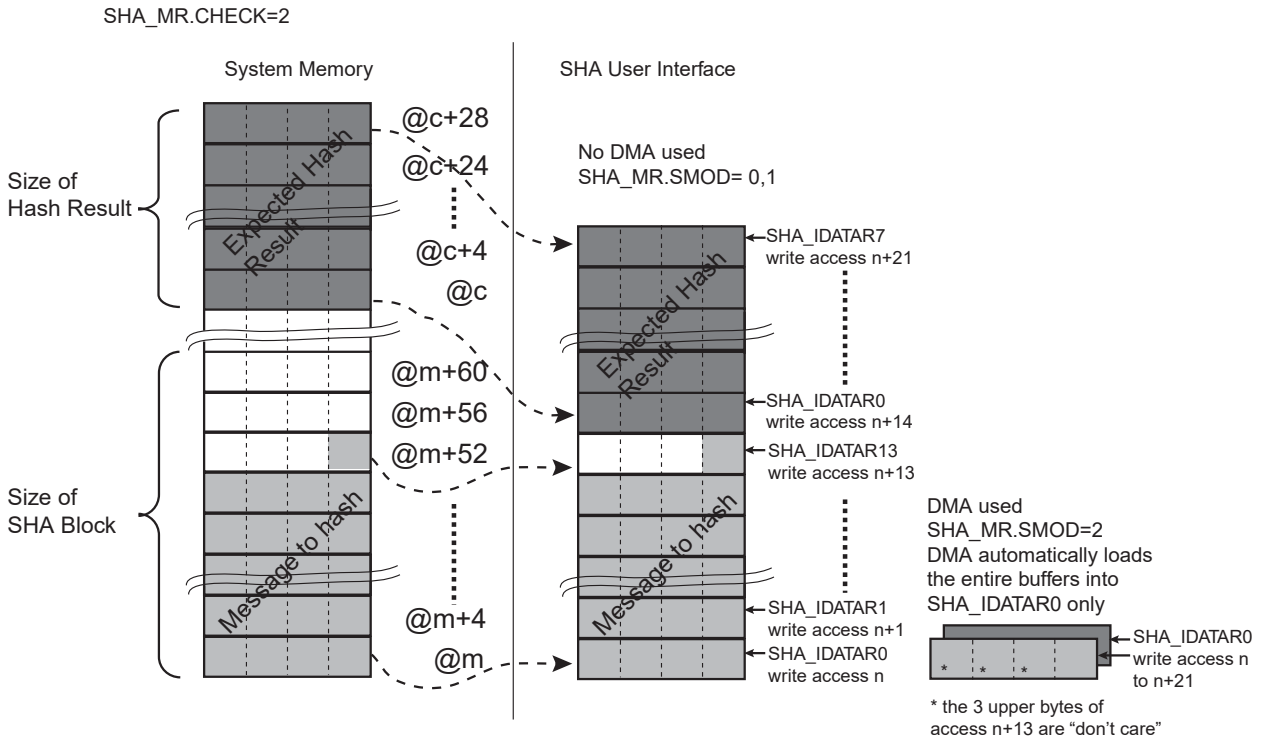 SHA_MR.CHECK=2
System Memory
SHA User Interface
Size of
Hash Result
Expected Hash
Result
@c+28
@c+24
@c+4
@c
@m+60
@m+56
@m+52
Size of
SHA Block
Message to hash
@m+4
@m
No DMA used
SHA_MR.SMOD= 0,1
Expected Hash
Result
SHA_IDATAR7
write access n+21
SHA_IDATAR0
write access n+14
SHA_IDATAR13
write access n+13
Message to hash
SHA_IDATAR1
write access n+1
SHA_IDATAR0
write access n
DMA used
SHA_MR.SMOD=2
DMA automatically loads
the entire buffers into
SHA_IDATAR0 only
* * *
SHA_IDATAR0
write access n
to n+21
* the 3 upper bytes of
access n+13 are “don’t care”